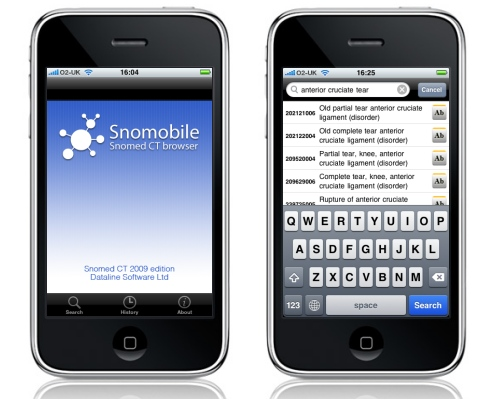 O2-UK 16:04
Snomobile
Snomed CT browser
Snomed CT 2009 edition
Dataline Software Ltd
Search History About
O2-UK 16:25
anterior cruciate tear Cancel
202121006 Old partial tear anterior cruciate ligament (disorder) Ab
202122004 Old complete tear anterior cruciate ligament (disorder) Ab
209520004 Partial tear, knee, anterior cruciate ligament (disorder) Ab
209629006 Complete tear, knee, anterior cruciate ligament (disorder) Ab
239725005 Rupture of anterior cruciate Ab
Q W E R T Y U I O P
A S D F G H J K L
Z X C V B N M
123 space Search